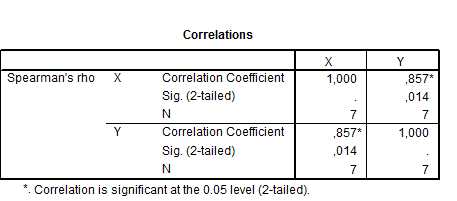 Correlations
X Y
Spearman's rho X Correlation Coefficient 1,000 ,857*
Sig. (2-tailed) . ,014
N 7 7
Y Correlation Coefficient ,857* 1,000
Sig. (2-tailed) ,014 .
N 7 7
*. Correlation is significant at the 0.05 level (2-tailed).